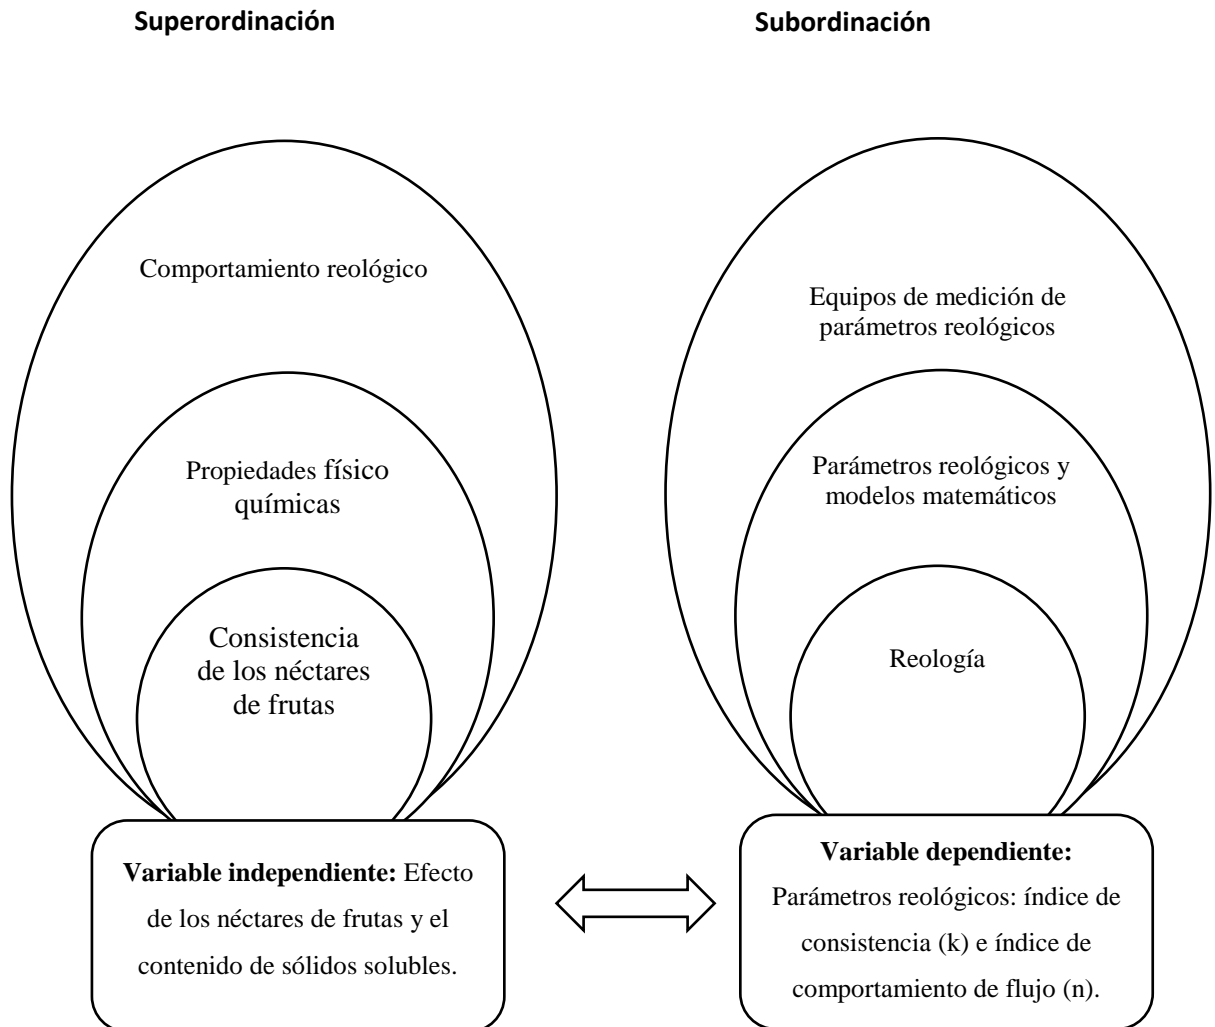 Superordinación
Subordinación
Comportamiento reológico
Propiedades físico
químicas
Consistencia
de los néctares
de frutas
Variable independiente: Efecto
de los néctares de frutas y el
contenido de sólidos solubles.
Equipos de medición de
parámetros reológicos
Parámetros reológicos y
modelos matemáticos
Reología
Variable dependiente:
Parámetros reológicos: índice de
consistencia (k) e índice de
comportamiento de flujo (n).